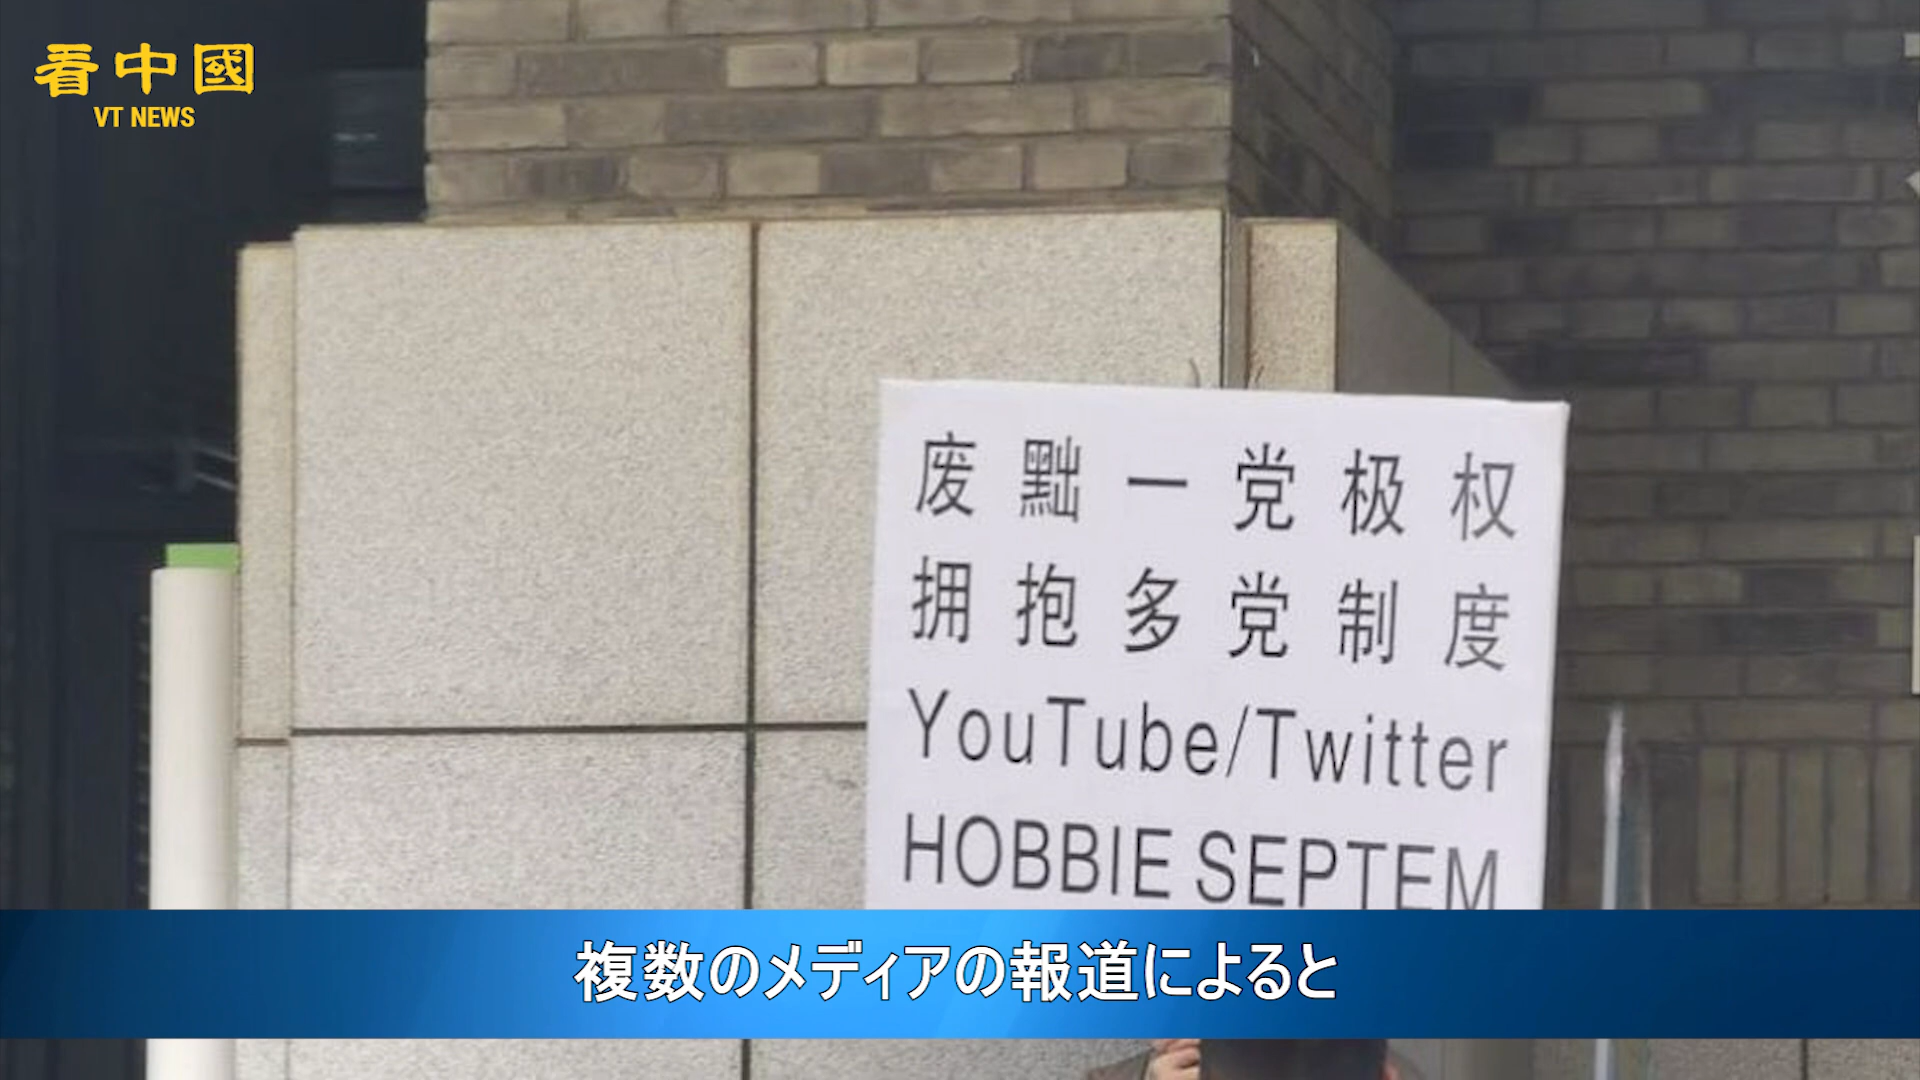 看中國
VT NEWS
废黜一党极权
拥抱多党制度
YouTube/Twitter
HOBBIE SEPTEM
複数のメディアの報道によると